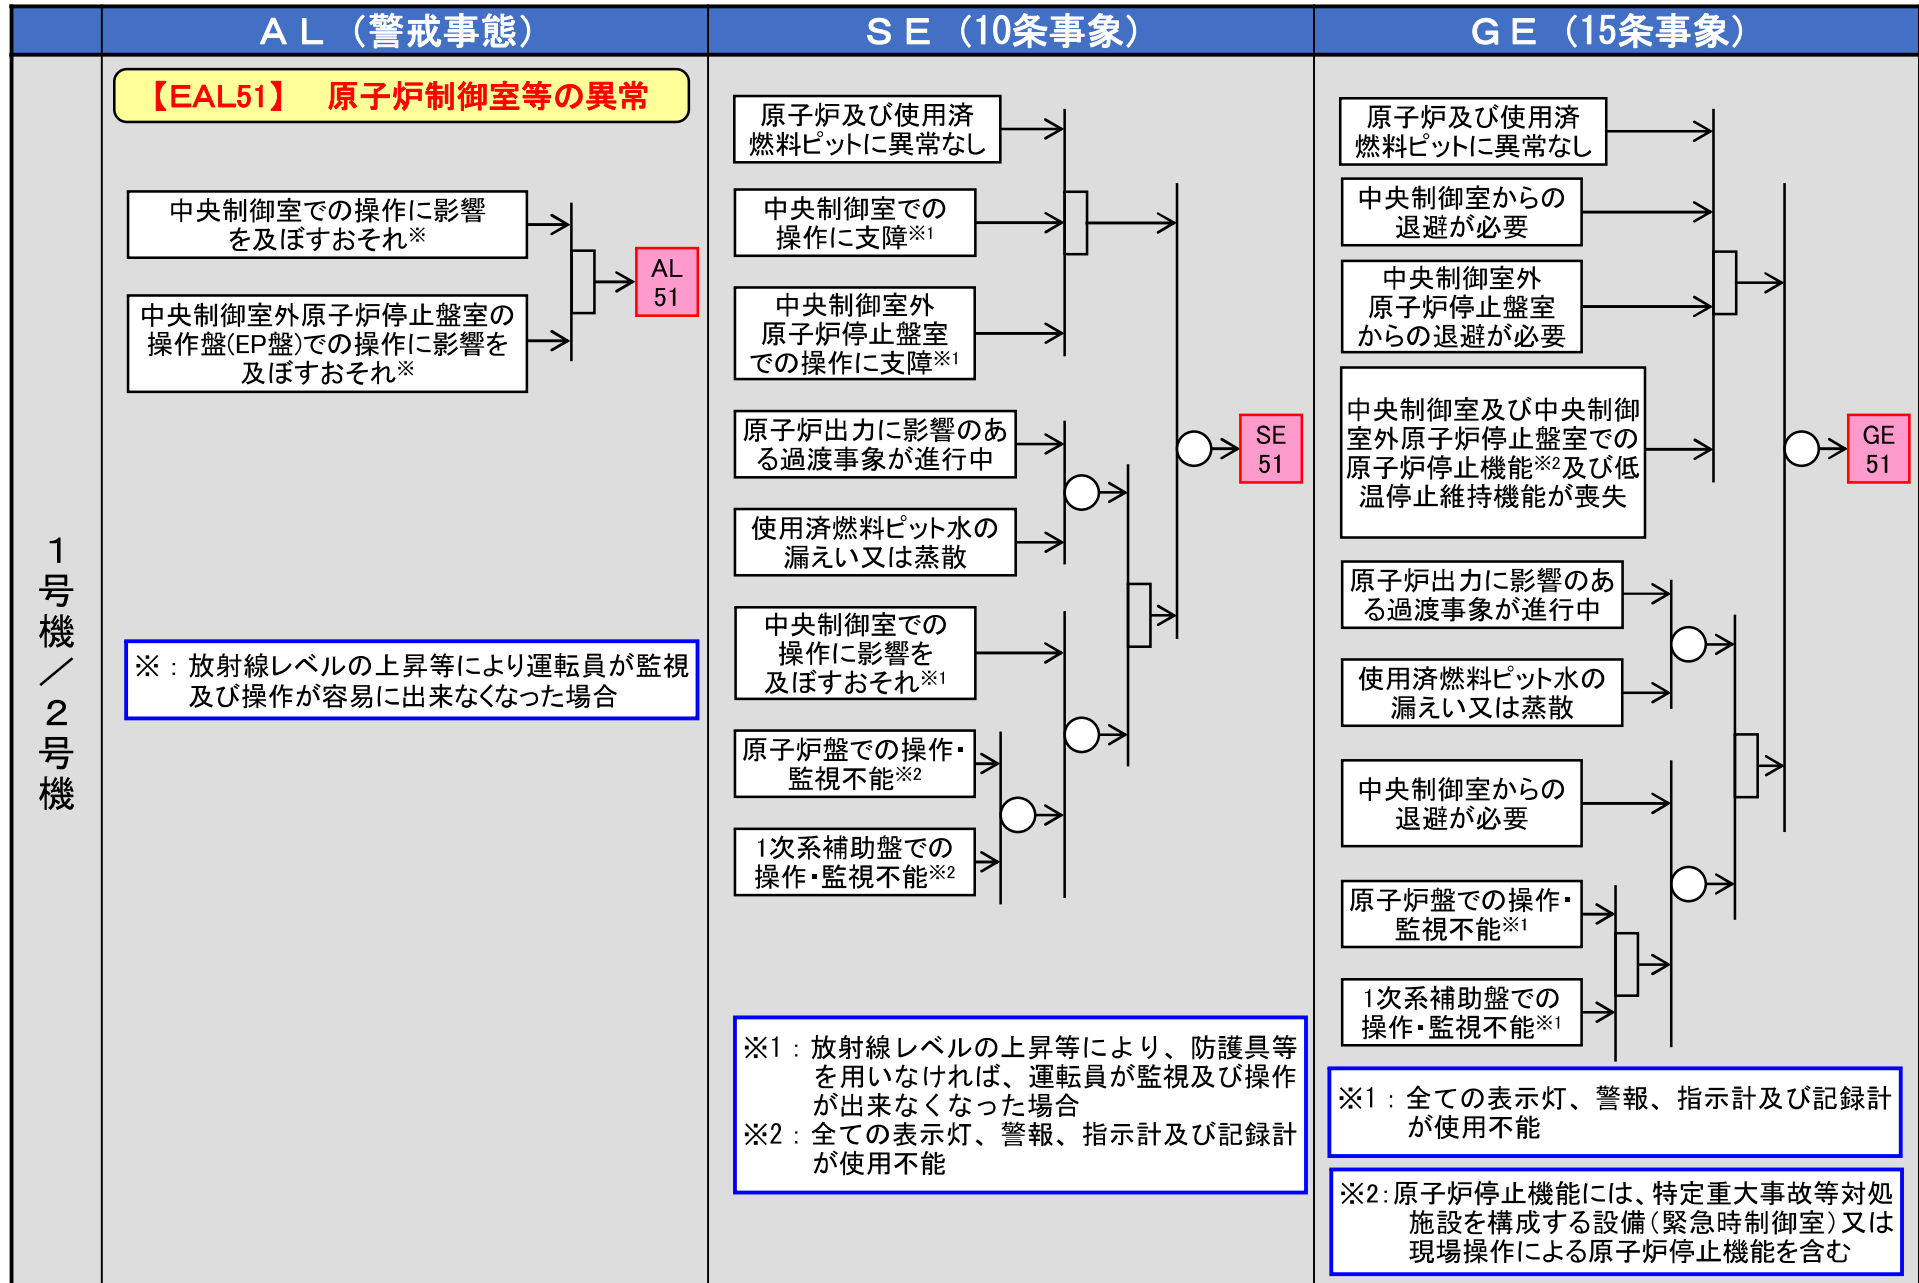 ＡＬ（警戒事態）
ＳＥ（10条事象）
ＧＥ（15条事象）
1号機／2号機
【EAL51】　原子炉制御室等の異常
中央制御室での操作に影響
を及ぼすおそれ※
中央制御室外原子炉停止盤室の
操作盤(EP盤)での操作に影響を
及ぼすおそれ※
AL
51
※：放射線レベルの上昇等により運転員が監視
及び操作が容易に出来なくなった場合
原子炉及び使用済
燃料ピットに異常なし
中央制御室での
操作に支障※1
中央制御室外
原子炉停止盤室
での操作に支障※1
原子炉出力に影響のあ
る過渡事象が進行中
使用済燃料ピット水の
漏えい又は蒸散
中央制御室での
操作に影響を
及ぼすおそれ※1
原子炉盤での操作・
監視不能※2
1次系補助盤での
操作・監視不能※2
SE
51
※1：放射線レベルの上昇等により、防護具等
を用いなければ、運転員が監視及び操作
が出来なくなった場合
※2：全ての表示灯、警報、指示計及び記録計
が使用不能
原子炉及び使用済
燃料ピットに異常なし
中央制御室からの
退避が必要
中央制御室外
原子炉停止盤室
からの退避が必要
中央制御室及び中央制御
室外原子炉停止盤室での
原子炉停止機能※2及び低
温停止維持機能が喪失
原子炉出力に影響のあ
る過渡事象が進行中
使用済燃料ピット水の
漏えい又は蒸散
中央制御室からの
退避が必要
原子炉盤での操作・
監視不能※1
1次系補助盤での
操作・監視不能※1
GE
51
※1：全ての表示灯、警報、指示計及び記録計
が使用不能
※2：原子炉停止機能には、特定重大事故等対処
施設を構成する設備（緊急時制御室）又は
現場操作による原子炉停止機能を含む